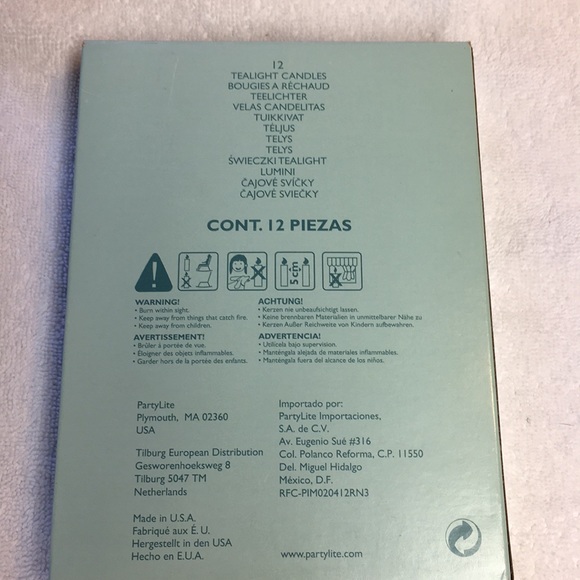 12
TEALIGHT CANDLES
BOUGIES A RÉCHAUD
TEELICHTER
VELAS CANDELITAS
TUIKKIVAT
TÉLJUS
TELYS
TELYS
ŚWIECZKI TEALIGHT
LUMINI
ČAJOVÉ SVÍČKY
ČAJOVÉ SVIEČKY
CONT. 12 PIEZAS
5 cm
WARNING!
• Burn within sight.
• Keep away from things that catch fire.
• Keep away from children.
AVERTISSEMENT!
• Brûler à portée de vue.
• Éloigner des objets inflammables.
• Garder hors de la portée des enfants.
ACHTUNG!
• Kerzen nie unbeaufsichtigt lassen.
• Keine brennbaren Materialien in unmittelbarer Nähe zu
• Kerzen Außer Reichweite von Kindern aufbewahren.
ADVERTENCIA!
• Utilícela bajo supervision.
• Manténgala alejada de materiales inflamables.
• Manténgala fuera del alcance de los niños.
PartyLite
Plymouth, MA 02360
USA
Tilburg European Distribution
Gesworenhoeksweg 8
Tilburg 5047 TM
Netherlands
Made in U.S.A.
Fabriqué aux É. U.
Hergestellt in den USA
Hecho en E.U.A.
Importado por:
PartyLite Importaciones,
S.A. de C.V.
Av. Eugenio Sué #316
Col. Polanco Reforma, C.P. 11550
Del. Miguel Hidalgo
México, D.F.
RFC-PIM020412RN3
www.partylite.com